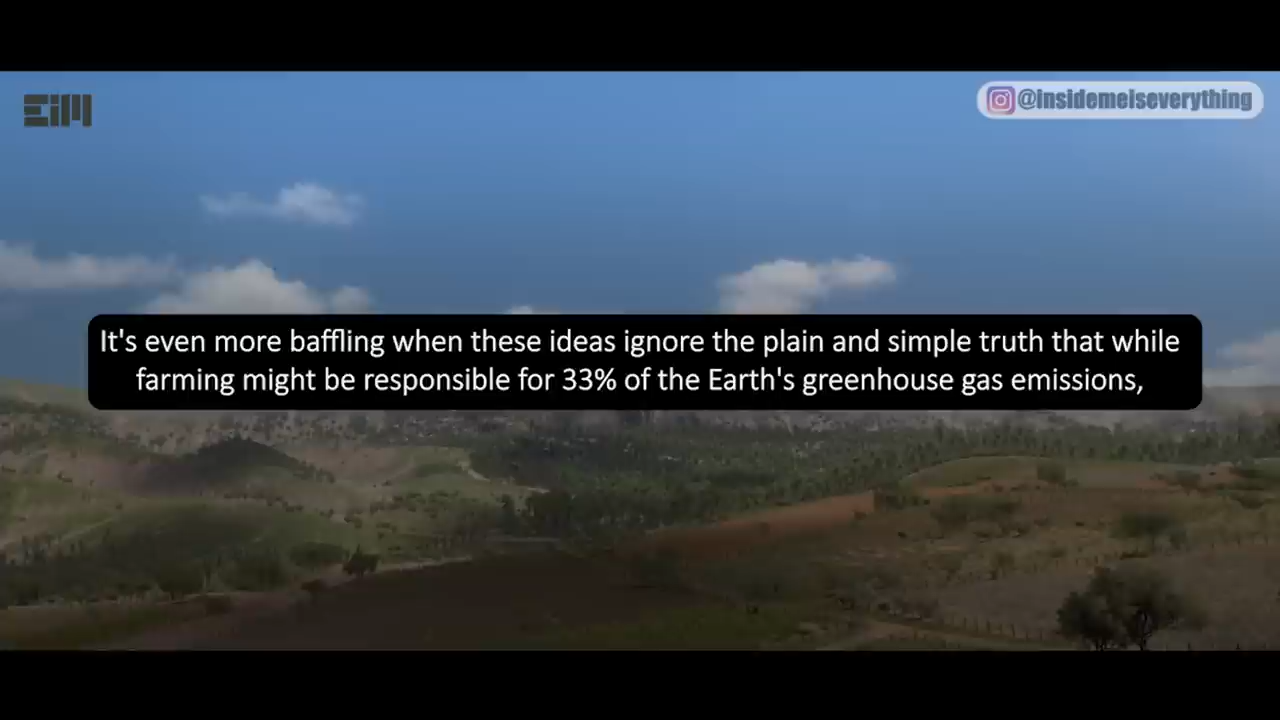 EiM
@insidemeiseverything
It's even more baffling when these ideas ignore the plain and simple truth that while
farming might be responsible for 33% of the Earth's greenhouse gas emissions,